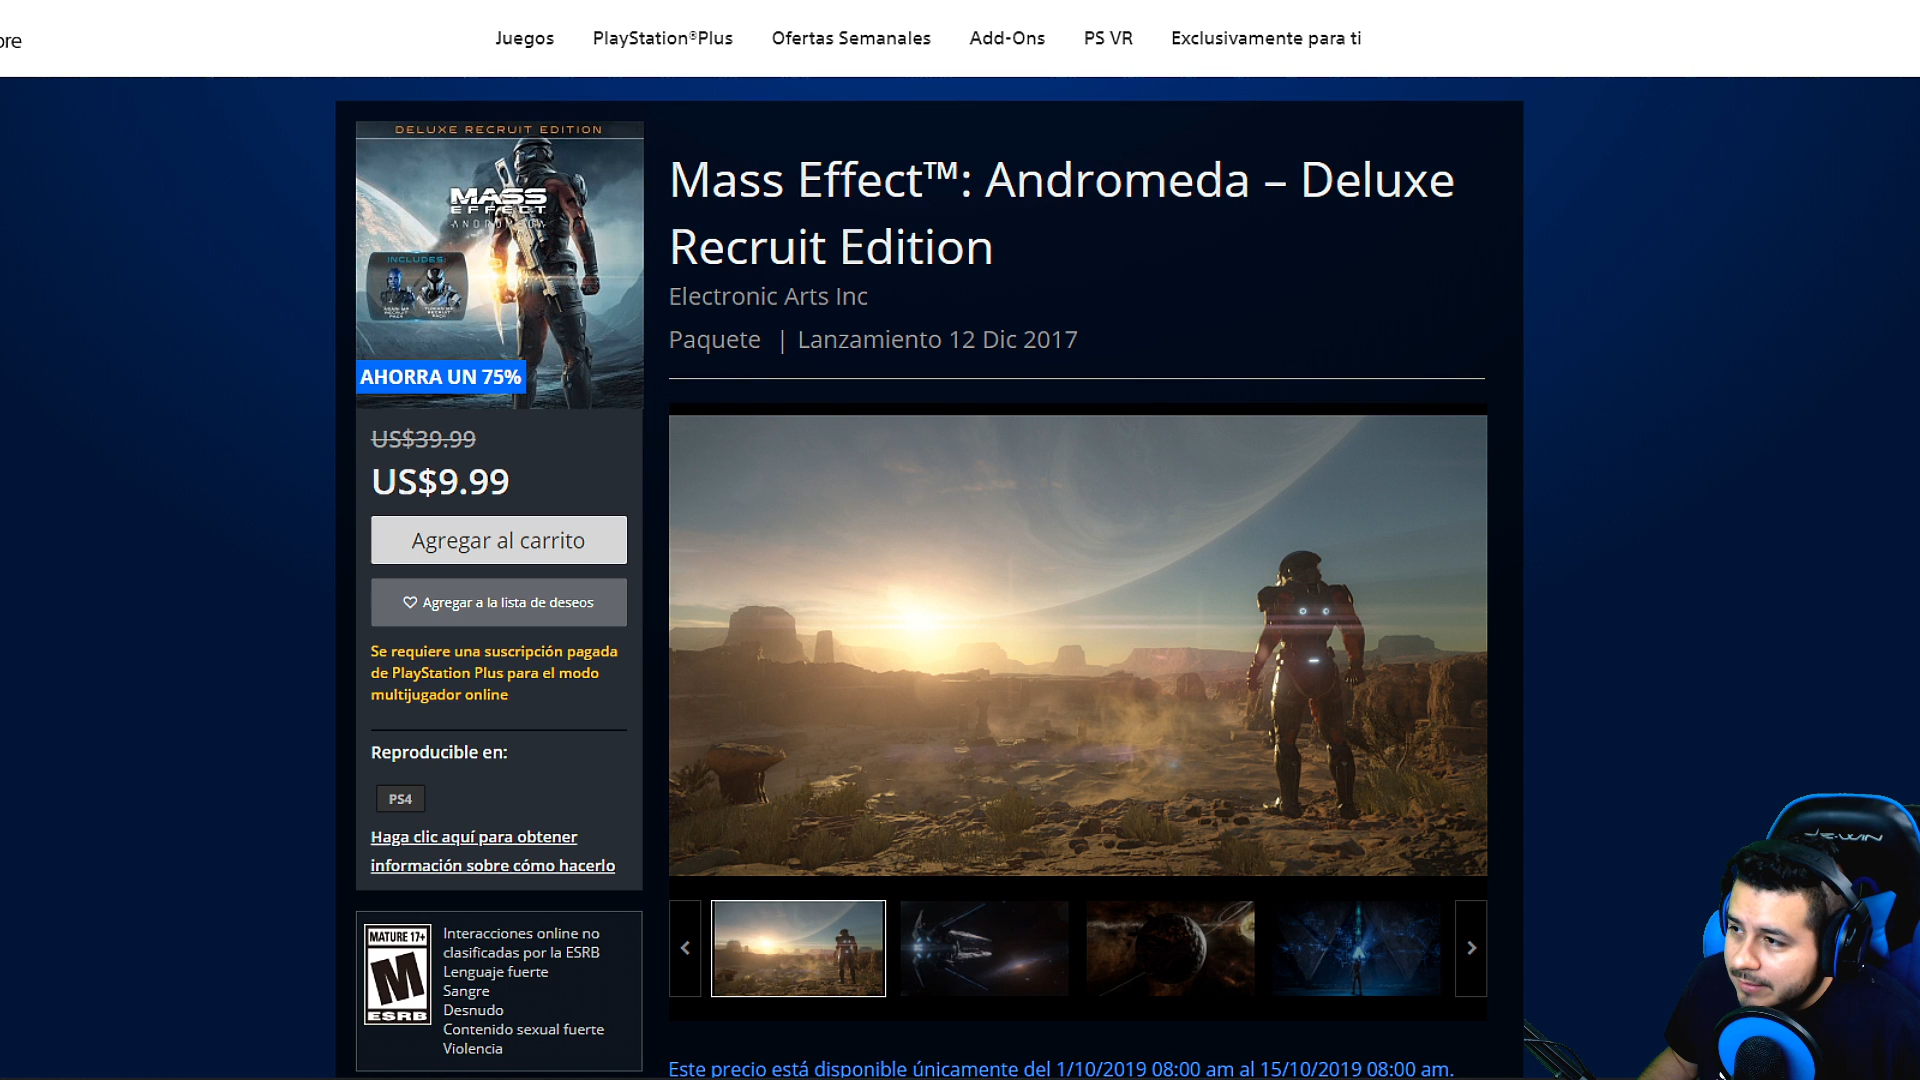 ore
Juegos
PlayStation®Plus
Ofertas Semanales
Add-Ons
PS VR
Exclusivamente para ti
DELUXE RECRUIT EDITION
MASS
EFFECT
ANDROMEDA
INCLUDES:
AHORRA UN 75%
US$39.99
US$9.99
Agregar al carrito
Agregar a la lista de deseos
Se requiere una suscripción pagada
de PlayStation Plus para el modo
multijugador online
Reproducible en:
PS4
Haga clic aquí para obtener
información sobre cómo hacerlo
MATURE 17+
M
ESRB
Interacciones online no
clasificadas por la ESRB
Lenguaje fuerte
Sangre
Desnudo
Contenido sexual fuerte
Violencia
Mass Effect™: Andromeda – Deluxe
Recruit Edition
Electronic Arts Inc
Paquete | Lanzamiento 12 Dic 2017
Este precio está disponible únicamente del 1/10/2019 08:00 am al 15/10/2019 08:00 am.